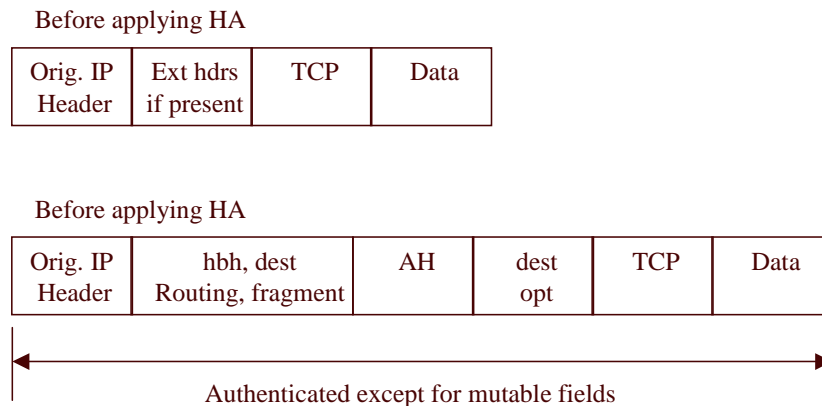 Before applying HA
Orig. IP Ext hdrs TCP Data
Header if present
Before applying HA
Orig. IP hbh, dest AH dest TCP Data
Header Routing, fragment opt
Authenticated except for mutable fields